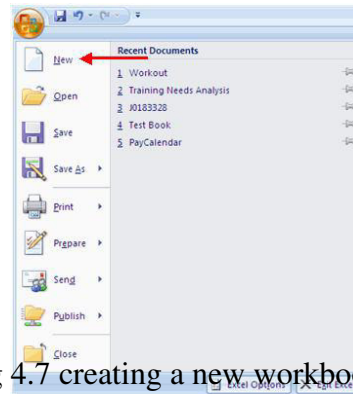 New
Open
Save
Save As
Print
Prepare
Send
Publish
Close
Recent Documents
1 Workout
2 Training Needs Analysis
3 J0183328
4 Test Book
5 PayCalendar
4.7 creating a new
Excel Options